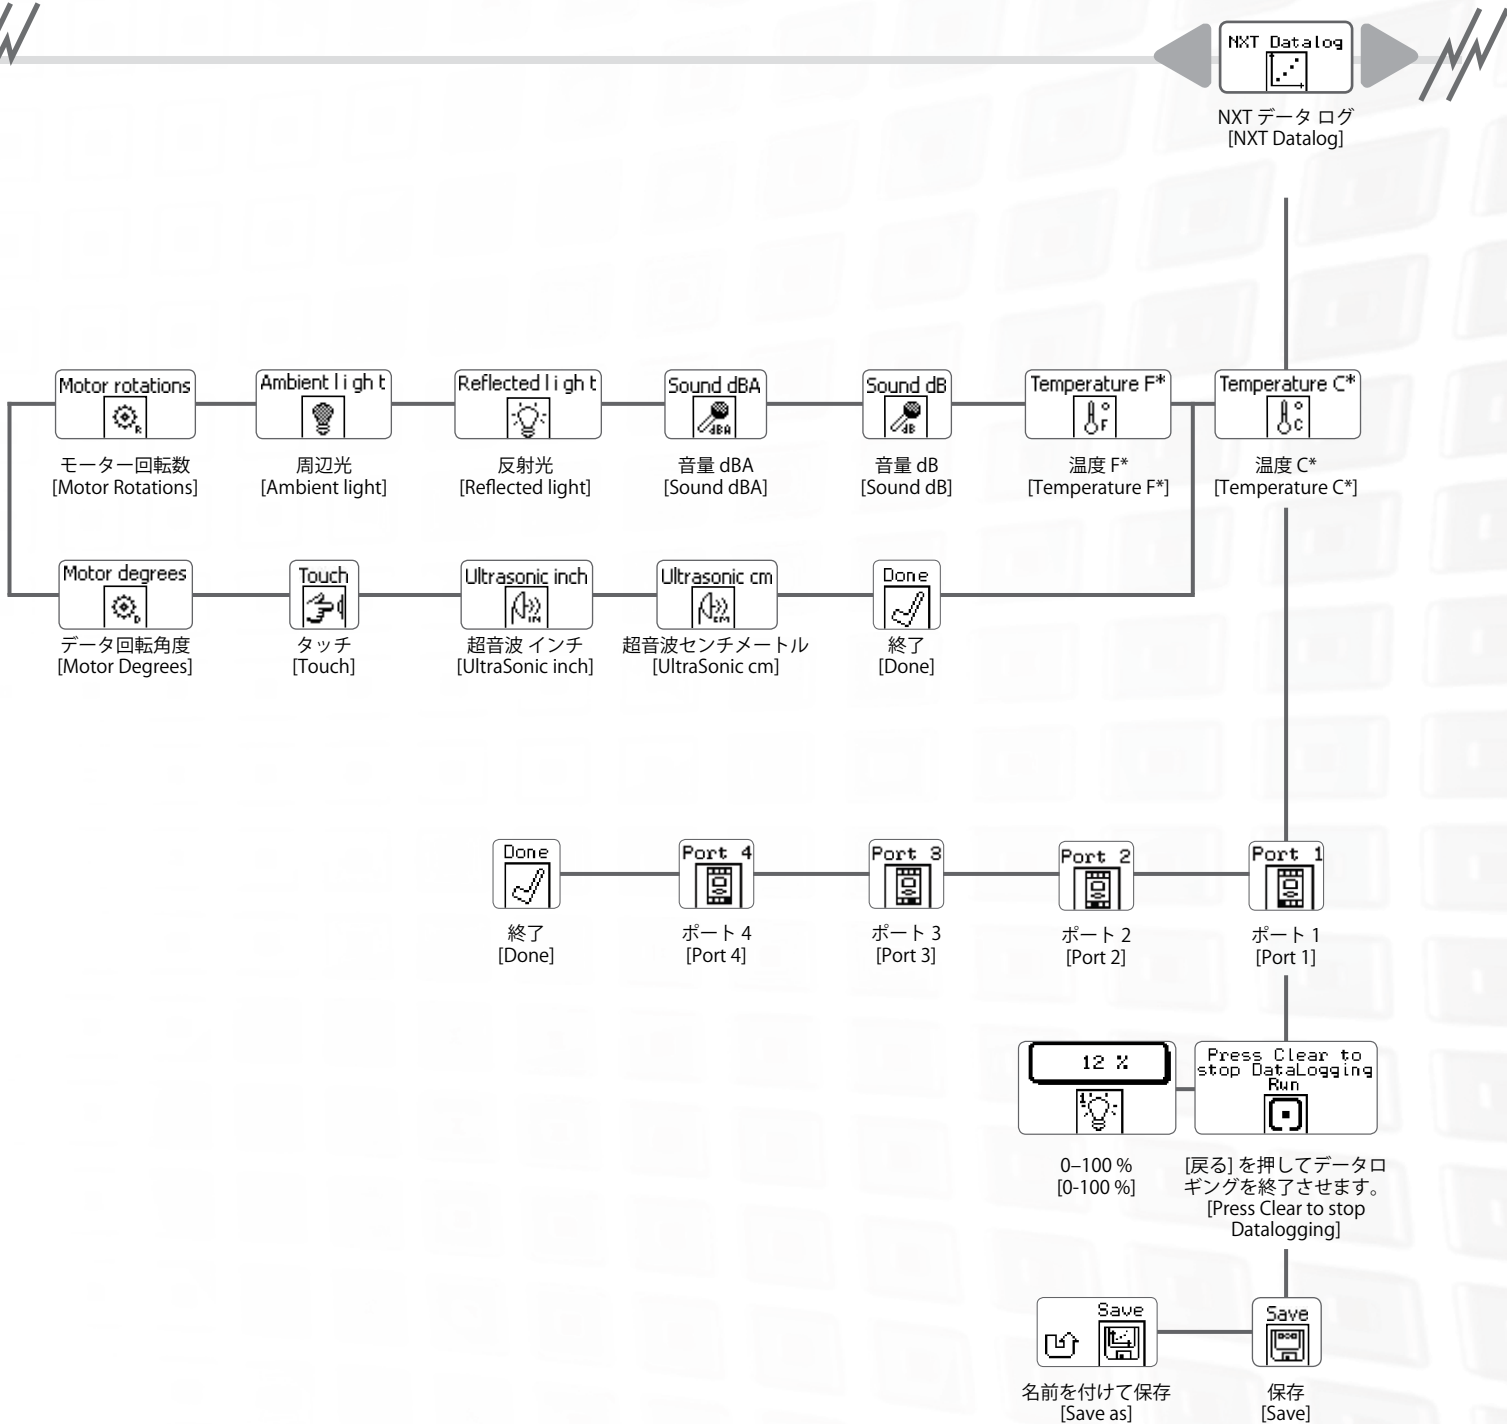 NXT Datalog
NXT データ ログ
[NXT Datalog]
Motor rotations
Ambient light
Reflected light
Sound dBA
Sound dB
Temperature F*
Temperature C*
R
dBA
dB
°F
°C
モーター回転数
[Motor Rotations]
周辺光
[Ambient light]
反射光
[Reflected light]
音量 dBA
[Sound dBA]
音量 dB
[Sound dB]
温度 F*
[Temperature F*]
温度 C*
[Temperature C*]
Motor degrees
Touch
Ultrasonic inch
Ultrasonic cm
Done
D
IN
CM
データ回転角度
[Motor Degrees]
タッチ
[Touch]
超音波 インチ
[UltraSonic inch]
超音波センチメートル
[UltraSonic cm]
終了
[Done]
Done
Port 4
Port 3
Port 2
Port 1
終了
[Done]
ポート 4
[Port 4]
ポート 3
[Port 3]
ポート 2
[Port 2]
ポート 1
[Port 1]
12 %
1
Press Clear to
stop DataLogging
Run
0–100 %
[0-100 %]
[戻る] を押してデータロ
ギングを終了させます。
[Press Clear to stop
Datalogging]
Save
Save
名前を付けて保存
[Save as]
保存
[Save]